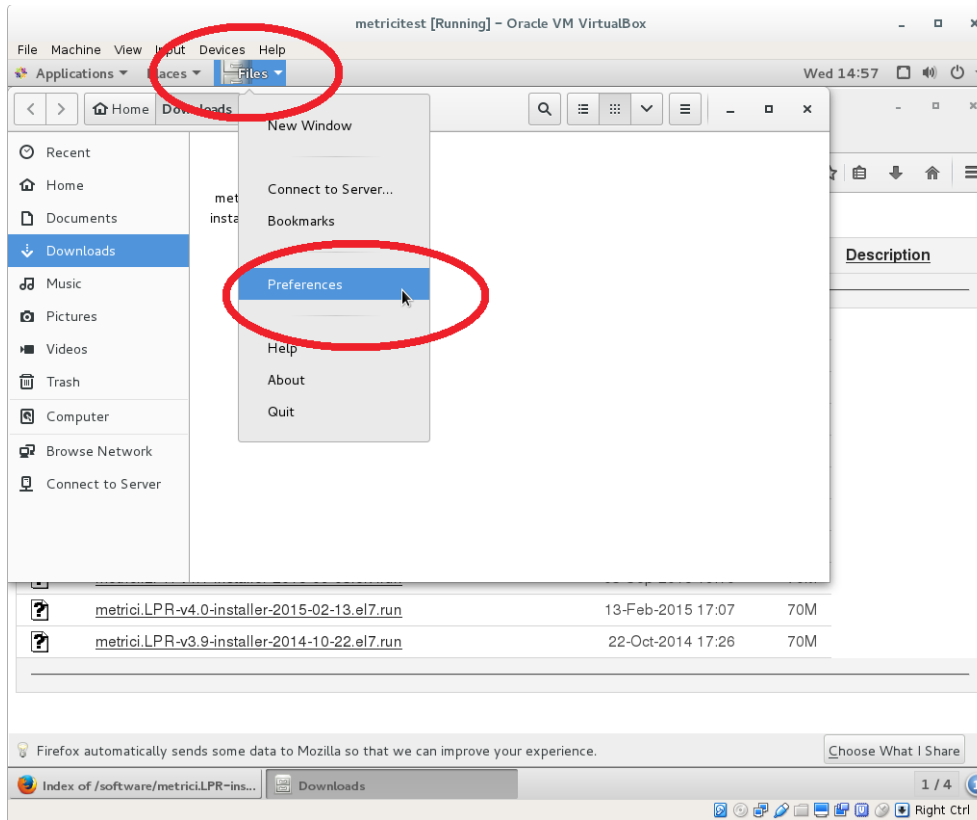 metricitest [Running] - Oracle VM VirtualBox
File Machine View Input Devices Help
Applications Places Files Wed 14:57
Home Downloads
New Window
Recent
Home
Connect to Server...
met
Documents
insta
Bookmarks
Downloads
Description
Music
Preferences
Pictures
Videos
Help
Trash
About
Computer
Quit
Browse Network
Connect to Server
metrici.LPR-v4.0-installer-2015-02-13.el7.run 13-Feb-2015 17:07 70M
metrici.LPR-v3.9-installer-2014-10-22.el7.run 22-Oct-2014 17:26 70M
Firefox automatically sends some data to Mozilla so that we can improve your experience. Choose What I Share
Index of /software/metrici.LPR-ins... Downloads 1 / 4
Right Ctrl